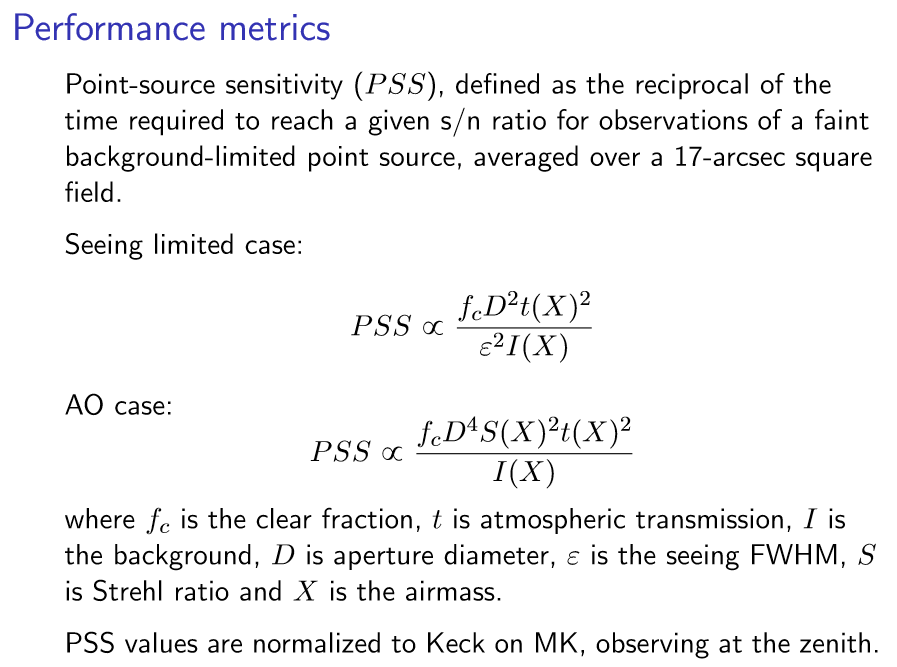 Performance metrics
Point-source sensitivity (PSS), defined as the reciprocal of the
time required to reach a given s/n ratio for observations of a faint
background-limited point source, averaged over a 17-arcsec square
field.
Seeing limited case:
PSS ∝ \frac{f_c D^2 t(X)^2}{ε^2 I(X)}
AO case:
PSS ∝ \frac{f_c D^4 S(X)^2 t(X)^2}{I(X)}
where f_c is the clear fraction, t is atmospheric transmission, I is
the background, D is aperture diameter, ε is the seeing FWHM, S
is Strehl ratio and X is the airmass.
PSS values are normalized to Keck on MK, observing at the zenith.